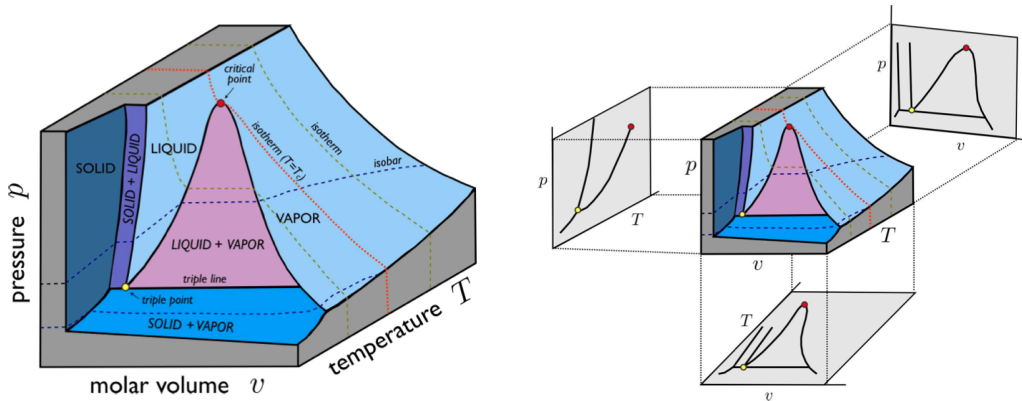 critical
point
SOLID
SOLID + LIQUID
LIQUID
isotherm (T=Tc)
isotherm
isobar
VAPOR
LIQUID + VAPOR
triple line
triple point
SOLID + VAPOR
pressure p
molar volume v
temperature T
p
T
p
v
T
p
v
T
v